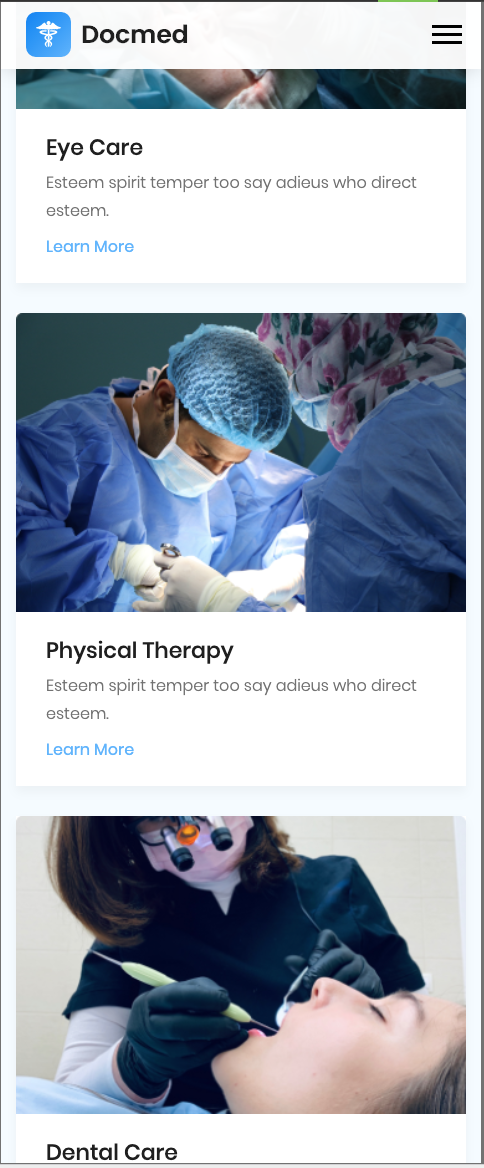 Docmed
Eye Care
Esteem spirit temper too say adieus who direct
esteem.
Learn More
Physical Therapy
Esteem spirit temper too say adieus who direct
esteem.
Learn More
Dental Care